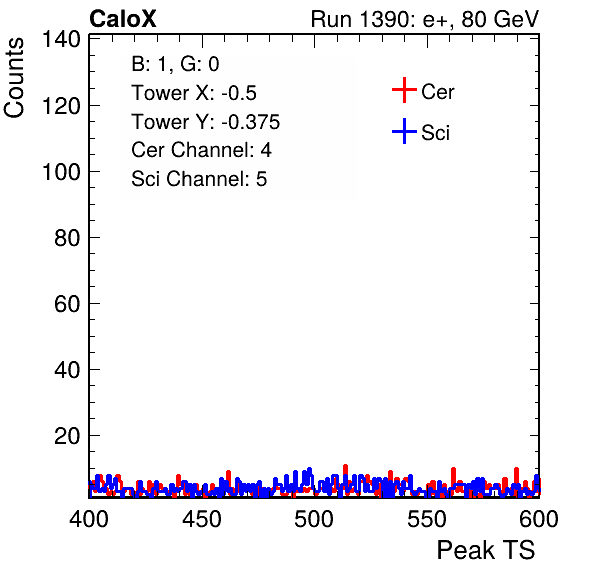 CaloX Run 1390: e+, 80 GeV
Counts
140
120
100
80
60
40
20
B: 1, G: 0
Tower X: -0.5
Tower Y: -0.375
Cer Channel: 4
Sci Channel: 5
Cer
Sci
400 450 500 550 600
Peak TS